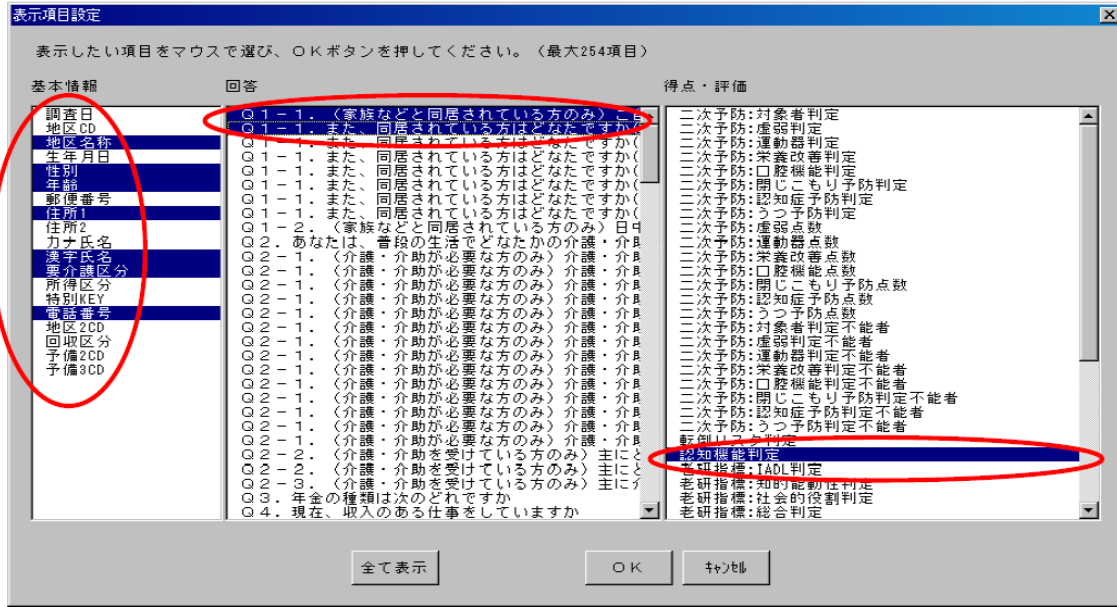 表示項目設定
表示したい項目をマウスで選び、ＯＫボタンを押してください。（最大254項目）
基本情報
調査日
地区CD
地区名称
生年月日
性別
年齢
郵便番号
住所1
住所2
カナ氏名
漢字氏名
要介護区分
所得区分
特別KEY
電話番号
地区2CD
回収区分
予備2CD
予備3CD
回答
Ｑ１－１．（家族などと同居されている方のみ）ご
Ｑ１－１．また、同居されている方はどなたですか
Ｑ１－１．また、同居されている方はどなたですか(
Ｑ１－１．また、同居されている方はどなたですか(
Ｑ１－１．また、同居されている方はどなたですか(
Ｑ１－１．また、同居されている方はどなたですか(
Ｑ１－１．また、同居されている方はどなたですか(
Ｑ１－１．また、同居されている方はどなたですか(
Ｑ１－２．（家族などと同居されている方のみ）日中
Ｑ２．あなたは、普段の生活でどなたかの介護・介助
Ｑ２－１．（介護・介助が必要な方のみ）介護・介助
Ｑ２－１．（介護・介助が必要な方のみ）介護・介助
Ｑ２－１．（介護・介助が必要な方のみ）介護・介助
Ｑ２－１．（介護・介助が必要な方のみ）介護・介助
Ｑ２－１．（介護・介助が必要な方のみ）介護・介助
Ｑ２－１．（介護・介助が必要な方のみ）介護・介助
Ｑ２－１．（介護・介助が必要な方のみ）介護・介助
Ｑ２－１．（介護・介助が必要な方のみ）介護・介助
Ｑ２－１．（介護・介助が必要な方のみ）介護・介助
Ｑ２－１．（介護・介助が必要な方のみ）介護・介助
Ｑ２－１．（介護・介助が必要な方のみ）介護・介助
Ｑ２－１．（介護・介助が必要な方のみ）介護・介助
Ｑ２－１．（介護・介助が必要な方のみ）介護・介助
Ｑ２－１．（介護・介助が必要な方のみ）介護・介助
Ｑ２－２．（介護・介助を受けている方のみ）主にど
Ｑ２－２．（介護・介助を受けている方のみ）主にど
Ｑ２－３．（介護・介助を受けている方のみ）主に介
Ｑ３．年金の種類は次のどれですか
Ｑ４．現在、収入のある仕事をしていますか
得点・評価
二次予防:対象者判定
二次予防:虚弱判定
二次予防:運動器判定
二次予防:栄養改善判定
二次予防:口腔機能判定
二次予防:閉じこもり予防判定
二次予防:認知症予防判定
二次予防:うつ予防判定
二次予防:虚弱点数
二次予防:運動器点数
二次予防:栄養改善点数
二次予防:口腔機能点数
二次予防:閉じこもり予防点数
二次予防:認知症予防点数
二次予防:うつ予防点数
二次予防:対象者判定不能者
二次予防:虚弱判定不能者
二次予防:運動器判定不能者
二次予防:栄養改善判定不能者
二次予防:口腔機能判定不能者
二次予防:閉じこもり予防判定不能者
二次予防:認知症予防判定不能者
二次予防:うつ予防判定不能者
転倒リスク判定
認知機能判定
老研指標:IADL判定
老研指標:知的能動性判定
老研指標:社会的役割判定
老研指標:総合判定
全て表示
ＯＫ
ｷｬﾝｾﾙ